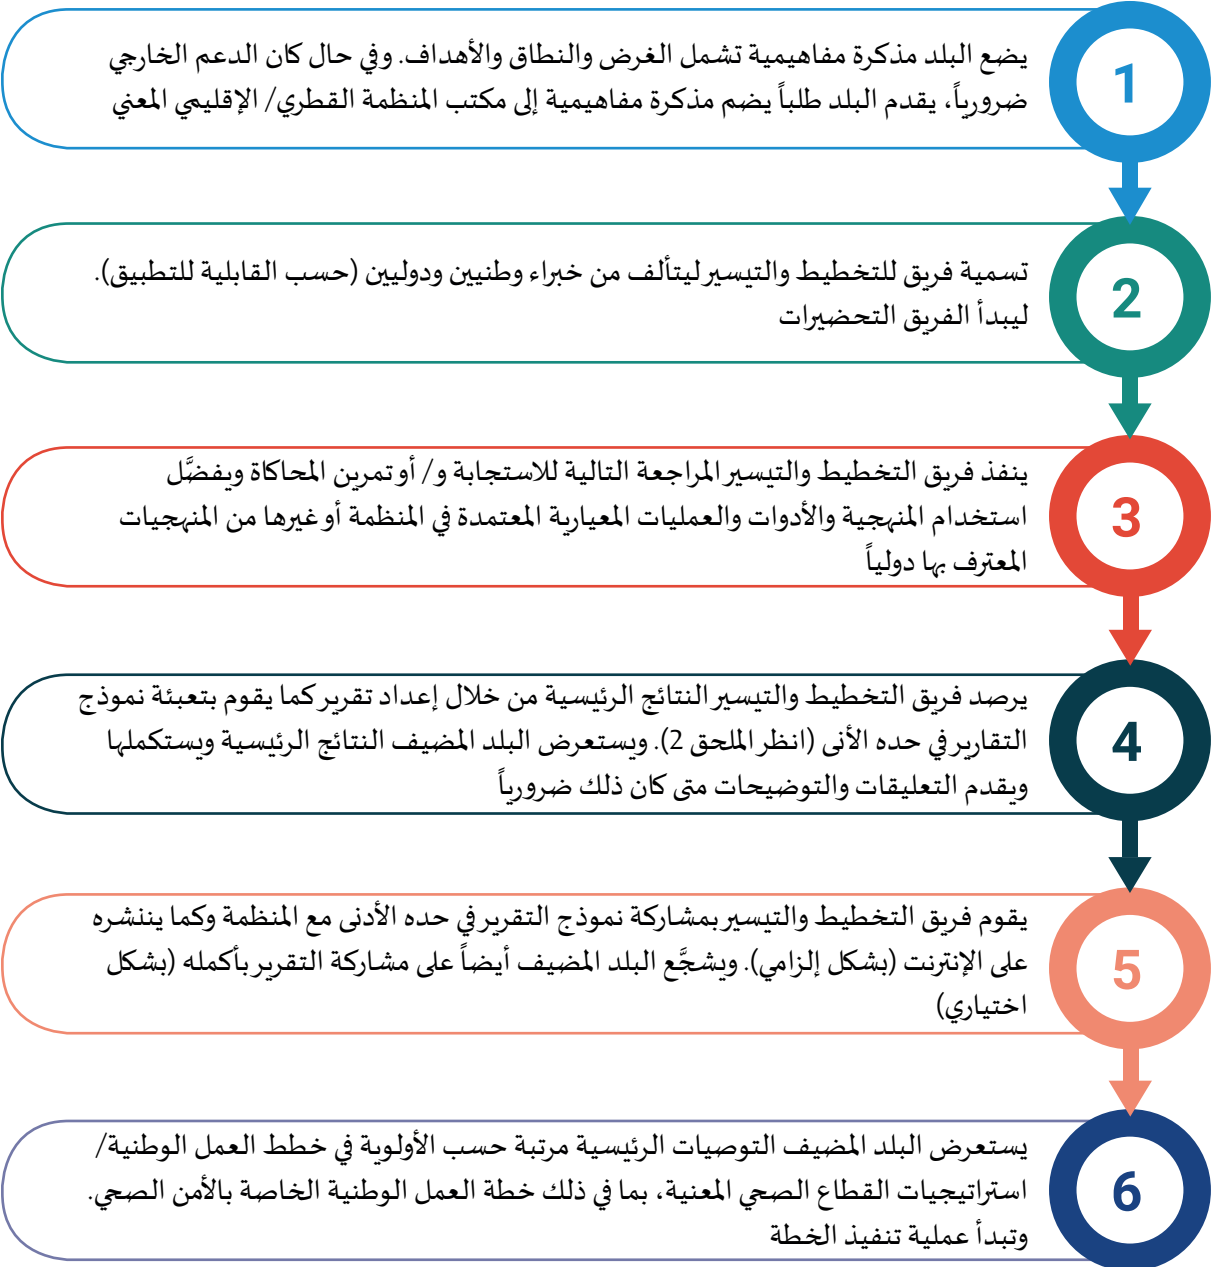 1
يضع البلد مذكرة مفاهيمية تشمل الغرض والنطاق والأهداف. وفي حال كان الدعم الخارجي
ضرورياً، يقدم البلد طلباً يضم مذكرة مفاهيمية إلى مكتب المنظمة القطري/ الإقليمي المعني
2
تسمية فريق للتخطيط والتيسير ليتألف من خبراء وطنيين ودوليين (حسب القابلية للتطبيق).
ليبدأ الفريق التحضيرات
3
ينفذ فريق التخطيط والتيسير المراجعة التالية للاستجابة و/ أو تمرين المحاكاة ويفضَّل
استخدام المنهجية والأدوات والعمليات المعيارية المعتمدة في المنظمة أو غيرها من المنهجيات
المعترف بها دولياً
4
يرصد فريق التخطيط والتيسير النتائج الرئيسية من خلال إعداد تقرير كما يقوم بتعبئة نموذج
التقارير في حده الأنى (انظر الملحق 2). ويستعرض البلد المضيف النتائج الرئيسية ويستكملها
ويقدم التعليقات والتوضيحات متى كان ذلك ضرورياً
5
يقوم فريق التخطيط والتيسير بمشاركة نموذج التقرير في حده الأدنى مع المنظمة وكما يننشره
على الإنترنت (بشكل إلزامي). ويشجَّع البلد المضيف أيضاً على مشاركة التقرير بأكمله (بشكل
اختياري)
6
يستعرض البلد المضيف التوصيات الرئيسية مرتبة حسب الأولوية في خطط العمل الوطنية/
استراتيجيات القطاع الصحي المعنية، بما في ذلك خطة العمل الوطنية الخاصة بالأمن الصحي.
وتبدأ عملية تنفيذ الخطة